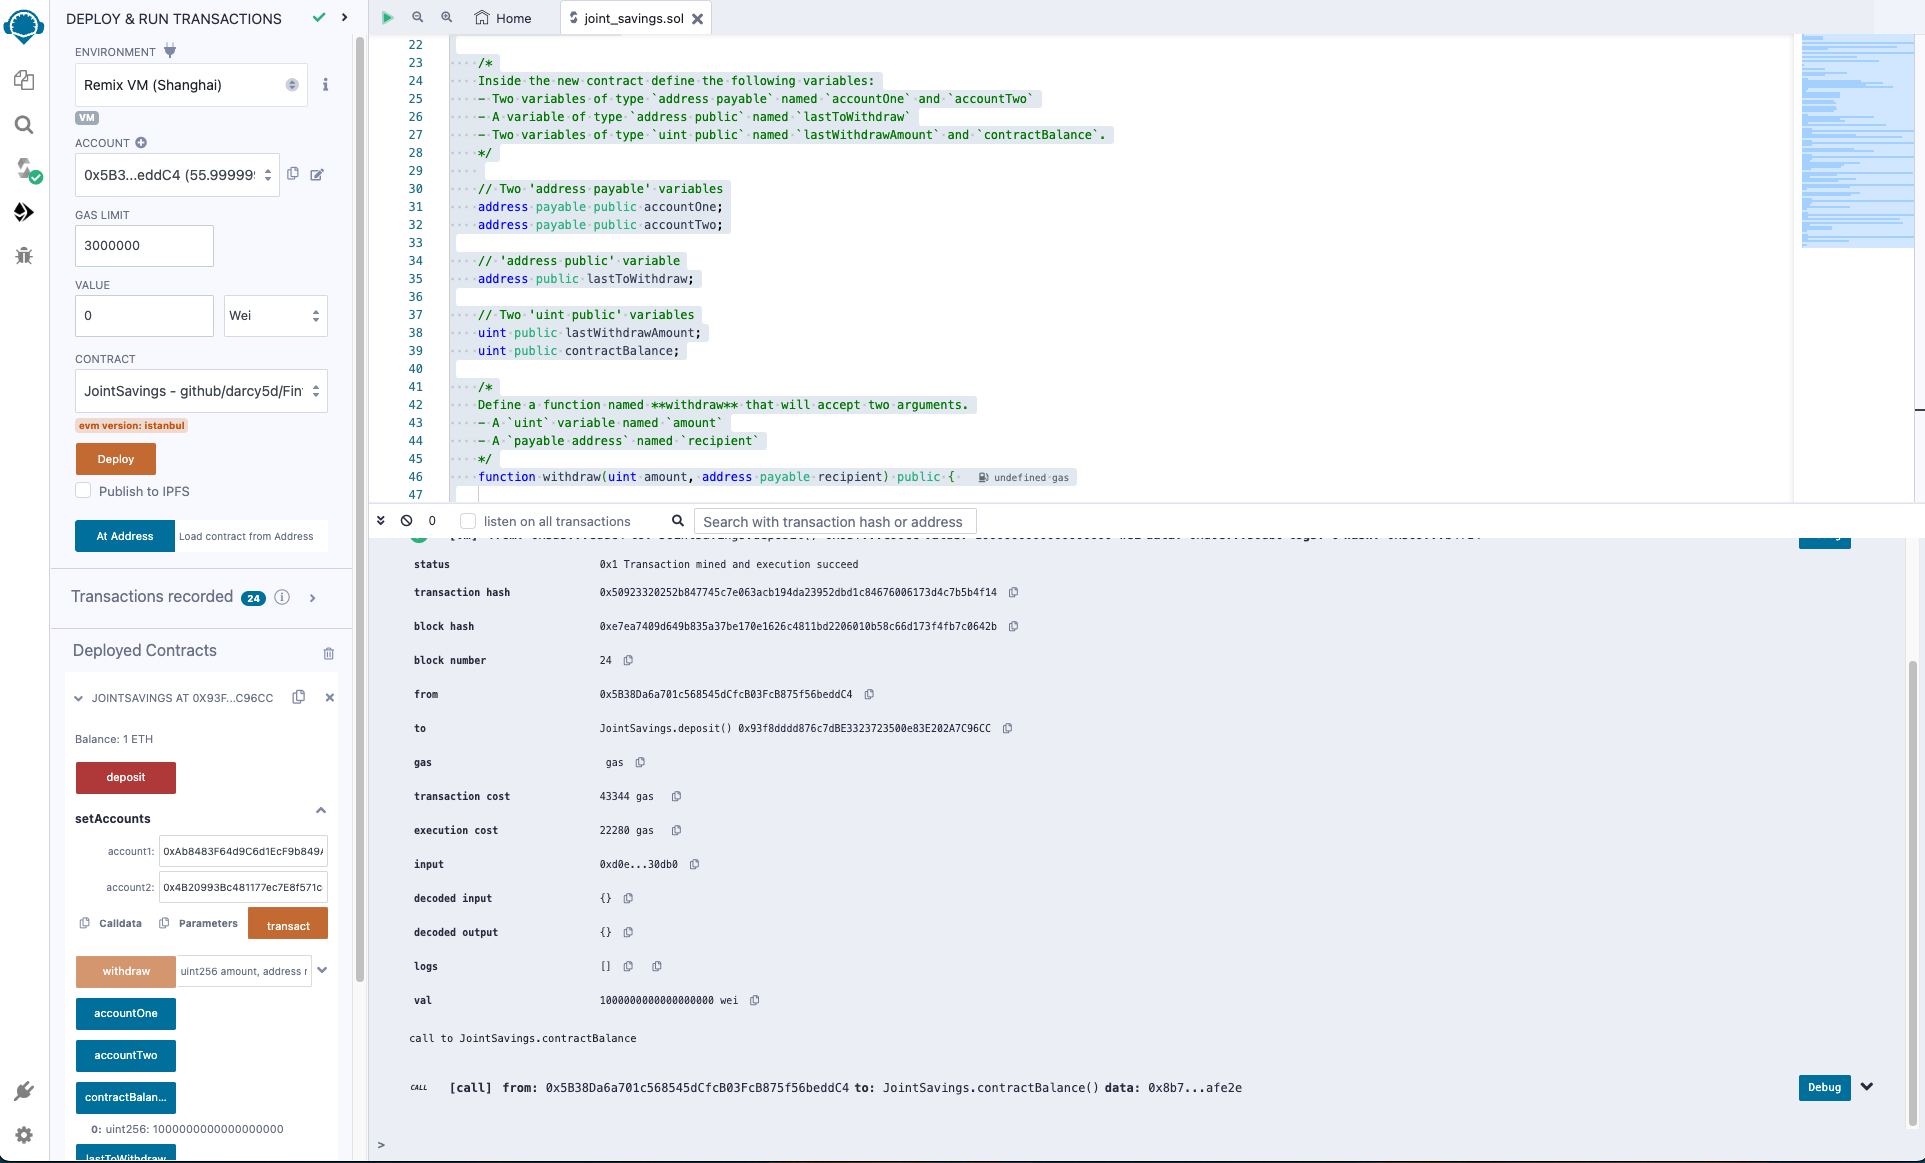 DEPLOY & RUN TRANSACTIONS
ENVIRONMENT
Remix VM (Shanghai)
VM
ACCOUNT
0x5B3...eddC4 (55.99999
GAS LIMIT
3000000
VALUE
0
Wei
CONTRACT
JointSavings - github/darcy5d/Fin
evm version: istanbul
Deploy
Publish to IPFS
At Address
Load contract from Address
Transactions recorded 24
Deployed Contracts
JOINTSAVINGS AT 0X93F...C96CC
Balance: 1 ETH
deposit
setAccounts
account1: 0xAb8483F64d9C6d1EcF9b849
account2: 0x4B20993Bc481177ec7E8f571c
Calldata
Parameters
transact
withdraw
uint256 amount, address r
accountOne
accountTwo
contractBalan...
0: uint256: 1000000000000000000
lastToWithdraw
Home
joint_savings.sol
22
23 /*
24 Inside the new contract define the following variables:
25 - Two variables of type `address payable` named `accountOne` and `accountTwo`
26 - A variable of type `address public` named `lastToWithdraw`
27 - Two variables of type `uint public` named `lastWithdrawAmount` and `contractBalance`.
28 */
29
30 // Two 'address payable' variables
31 address payable public accountOne;
32 address payable public accountTwo;
33
34 // 'address public' variable
35 address public lastToWithdraw;
36
37 // Two 'uint public' variables
38 uint public lastWithdrawAmount;
39 uint public contractBalance;
40
41 /*
42 Define a function named **withdraw** that will accept two arguments.
43 - A `uint` variable named `amount`
44 - A `payable address` named `recipient`
45 */
46 function withdraw(uint amount, address payable recipient) public { undefined gas
47
0
listen on all transactions
Search with transaction hash or address
status 0x1 Transaction mined and execution succeed
transaction hash 0x50923320252b847745c7e063acb194da23952dbd1c84676006173d4c7b5b4f14
block hash 0xe7ea7409d649b835a37be170e1626c4811bd2206010b58c66d173f4fb7c0642b
block number 24
from 0x5B38Da6a701c568545dCfcB03FcB875f56beddC4
to JointSavings.deposit() 0x93f8dddd876c7dBE3323723500e83E202A7C96CC
gas gas
transaction cost 43344 gas
execution cost 22280 gas
input 0xd0e...30db0
decoded input {}
decoded output {}
logs []
val 1000000000000000000 wei
call to JointSavings.contractBalance
CALL [call] from: 0x5B38Da6a701c568545dCfcB03FcB875f56beddC4 to: JointSavings.contractBalance() data: 0x8b7...afe2e
Debug
>